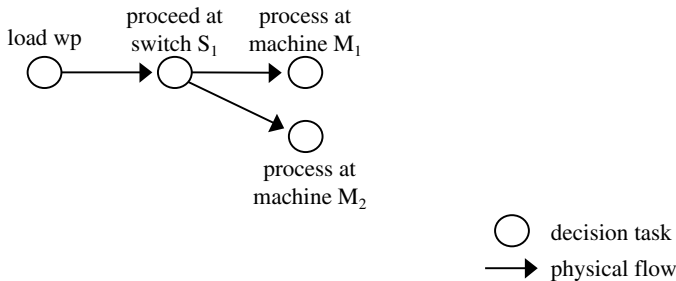 load wp
proceed at
switch S₁
process at
machine M₁
process at
machine M₂
decision task
physical flow